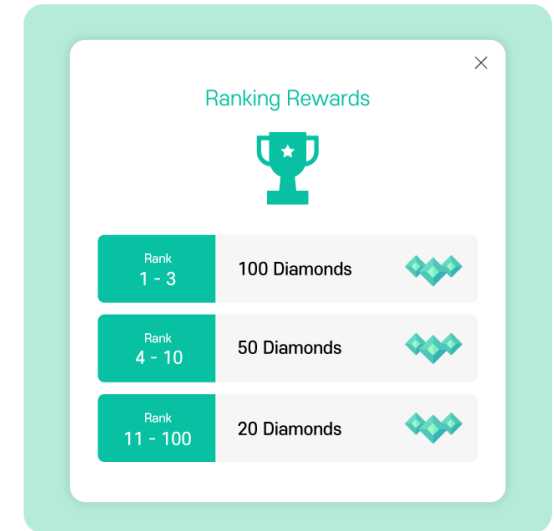 Ranking Rewards
Rank
1 - 3
100 Diamonds
Rank
4 - 10
50 Diamonds
Rank
11 - 100
20 Diamonds